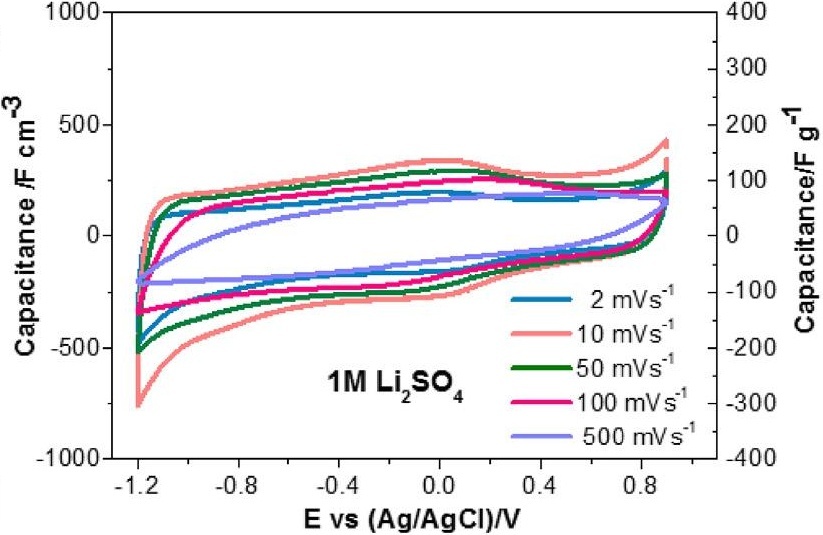 1000
500
0
-500
-1000
Capacitance /F cm⁻³
400
300
200
100
0
-100
-200
-300
-400
Capacitance/F g⁻¹
2 mVs⁻¹
10 mVs⁻¹
50 mVs⁻¹
100 mVs⁻¹
500 mVs⁻¹
1M Li₂SO₄
-1.2 -0.8 -0.4 0.0 0.4 0.8
E vs (Ag/AgCl)/V